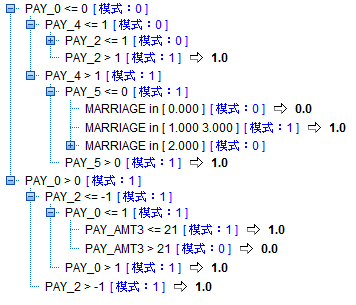 PAY_0 <= 0 [模式：0]
PAY_4 <= 1 [模式：0]
PAY_2 <= 1 [模式：0]
PAY_2 > 1 [模式：1] ⇨ 1.0
PAY_4 > 1 [模式：1]
PAY_5 <= 0 [模式：1]
MARRIAGE in [ 0.000 ] [模式：0] ⇨ 0.0
MARRIAGE in [ 1.000 3.000 ] [模式：1] ⇨ 1.0
MARRIAGE in [ 2.000 ] [模式：0]
PAY_5 > 0 [模式：1] ⇨ 1.0
PAY_0 > 0 [模式：1]
PAY_2 <= -1 [模式：1]
PAY_0 <= 1 [模式：1]
PAY_AMT3 <= 21 [模式：1] ⇨ 1.0
PAY_AMT3 > 21 [模式：0] ⇨ 0.0
PAY_0 > 1 [模式：1] ⇨ 1.0
PAY_2 > -1 [模式：1] ⇨ 1.0